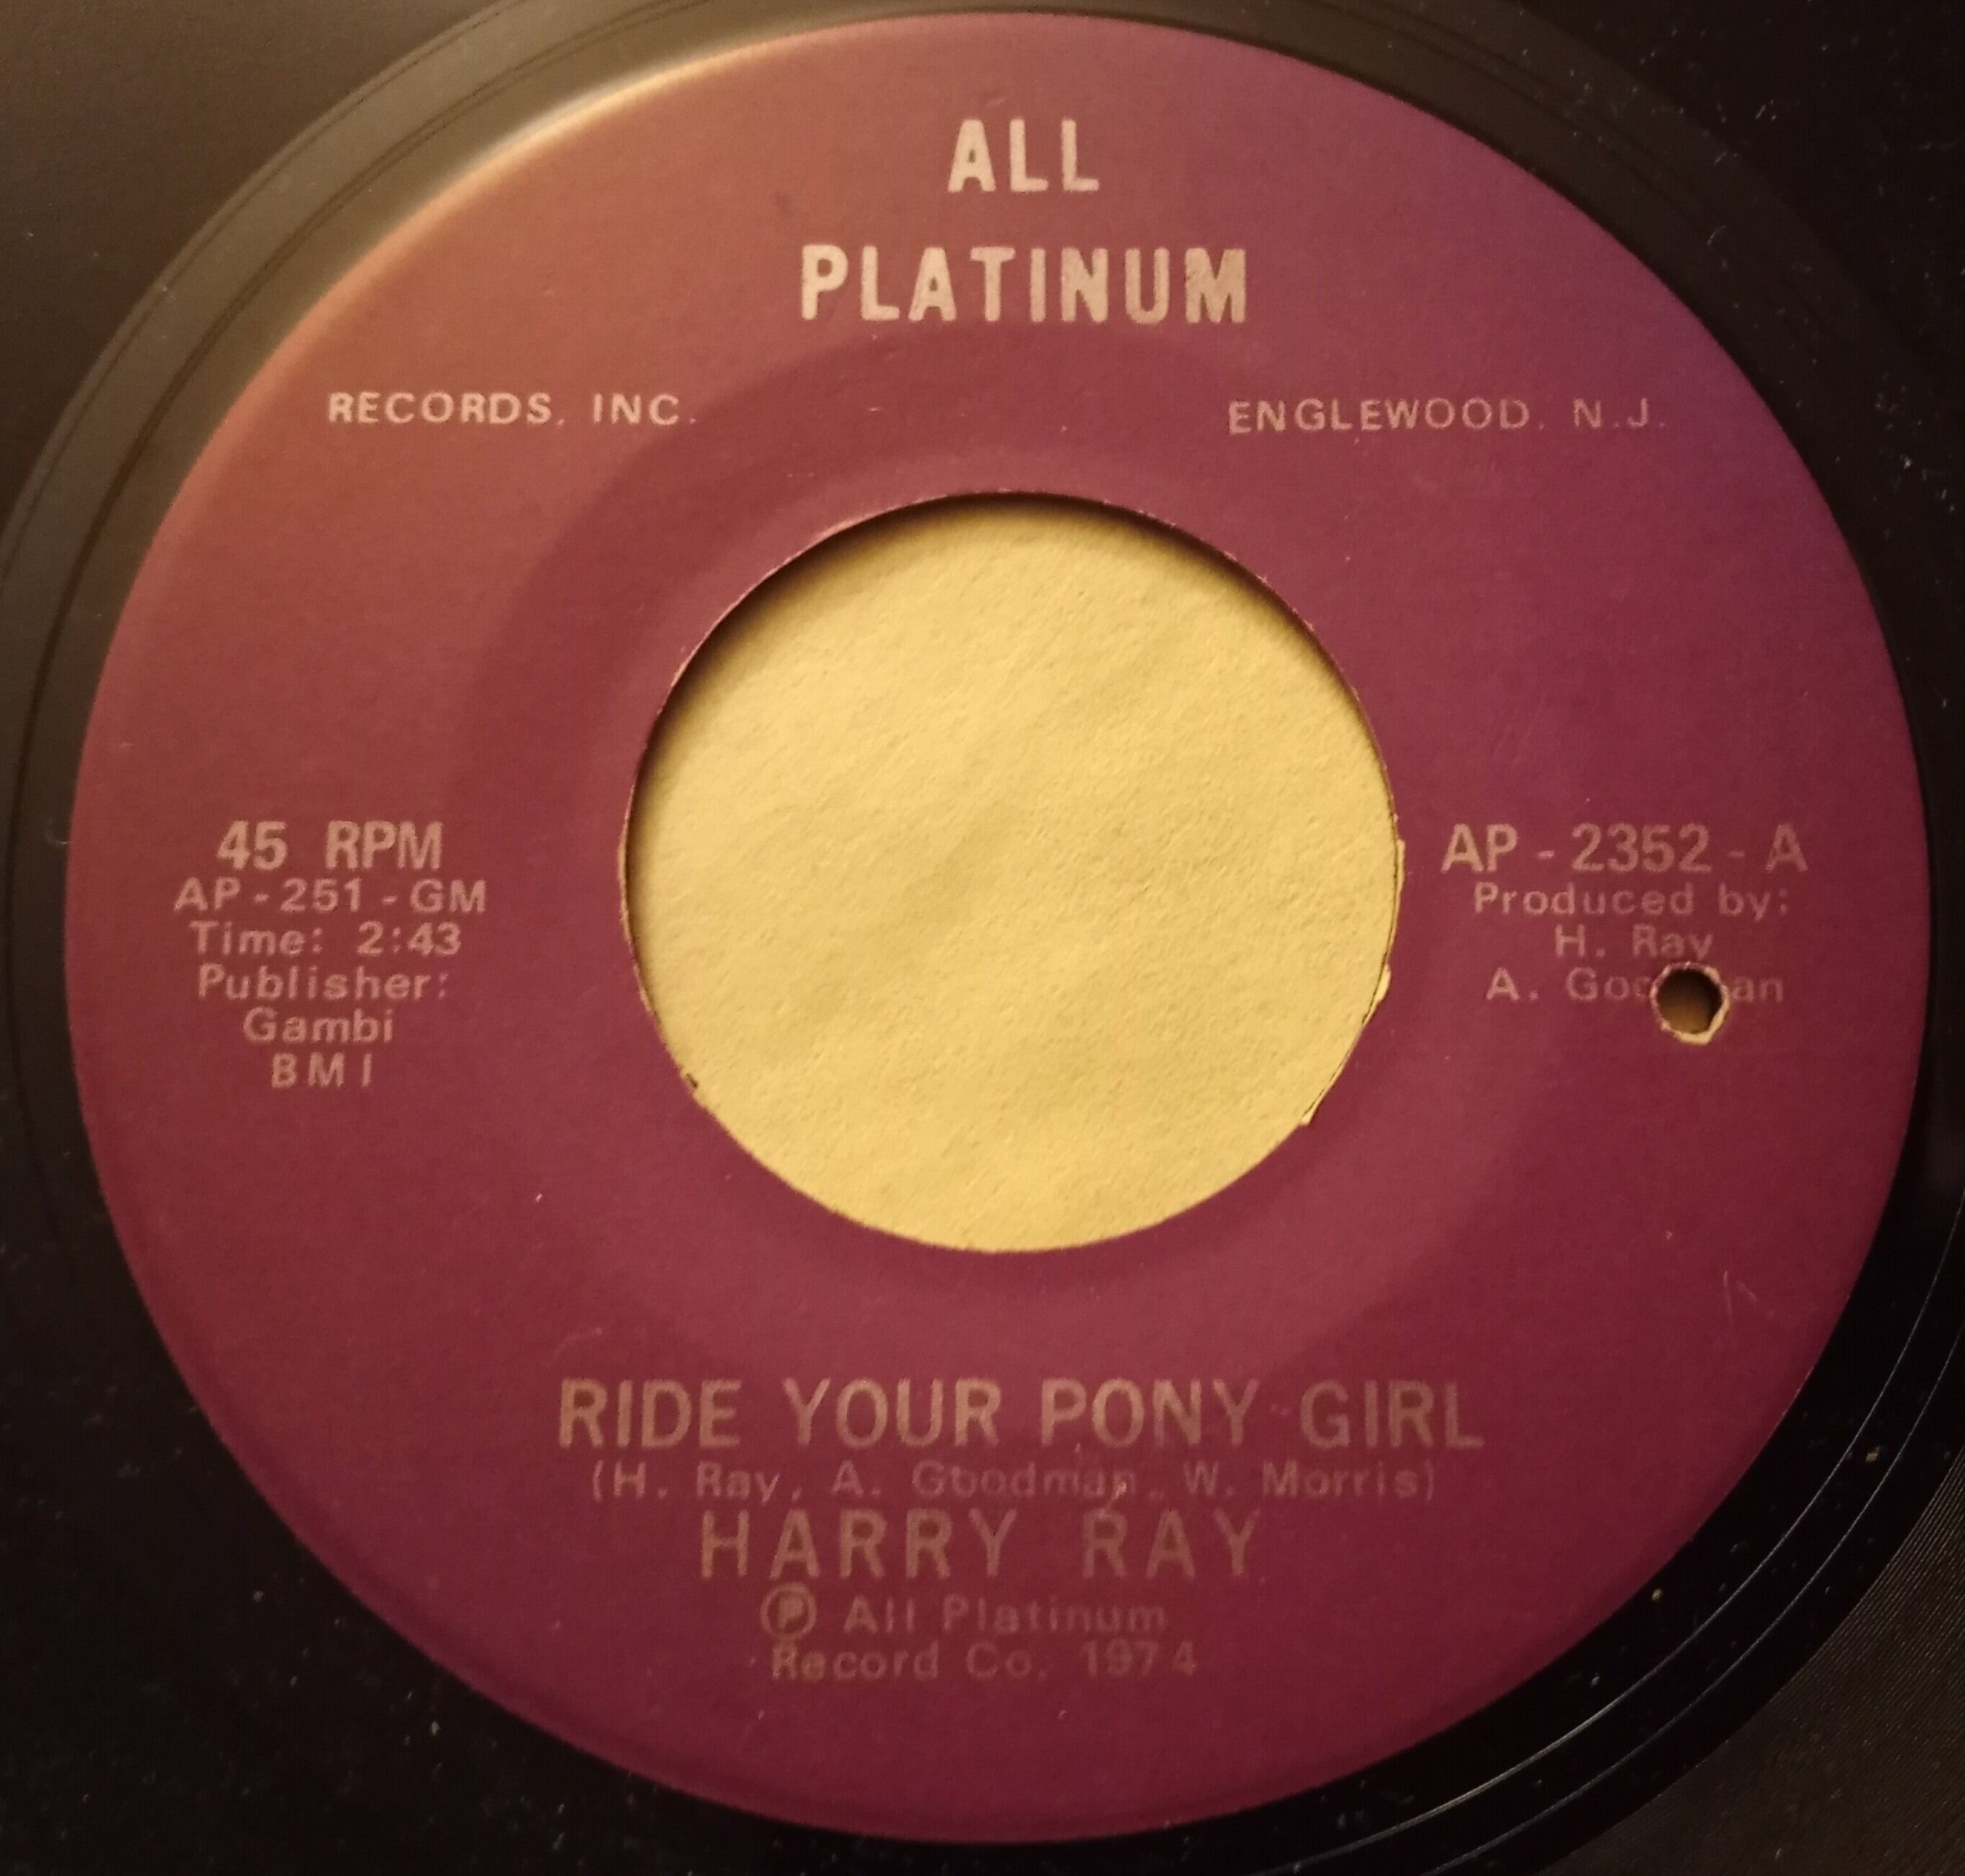 ALL
PLATINUM
RECORDS, INC.
ENGLEWOOD, N.J.
45 RPM
AP-251-GM
Time: 2:43
Publisher:
Gambi
BMI
AP-2352-A
Produced by:
H. Ray
A.
RIDE YOUR PONY GIRL
(H. Ray, A. Goodman, W. Morris)
HARRY RAY
Ⓟ All Platinum
Record Co. 1974